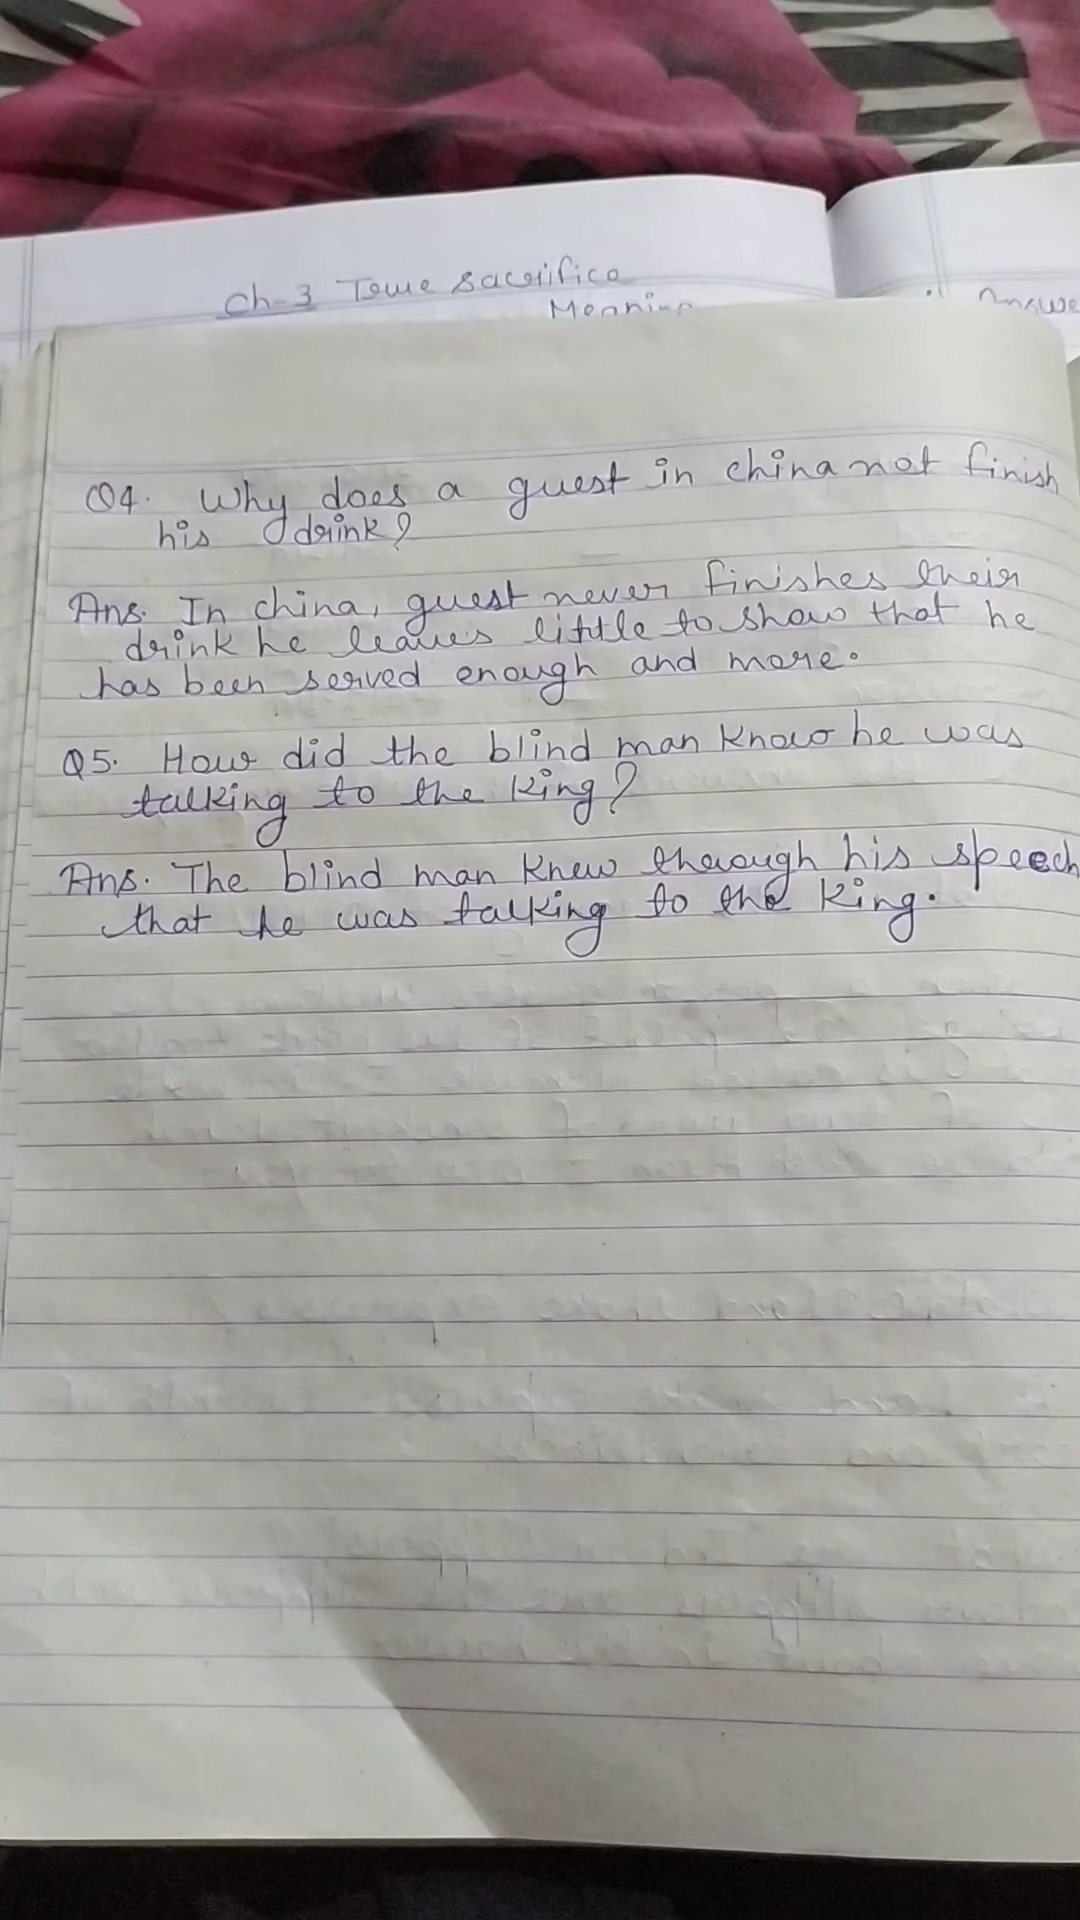 Ch-3 True Sacrifice
Meaning
Q4. Why does a guest in china not finish
his drink?
Ans. In china, guest never finishes their
drink he leaves little to show that he
has been served enough and more.
Q5. How did the blind man know he was
talking to the king?
Ans. The blind man knew through his speech
that he was talking to the king.